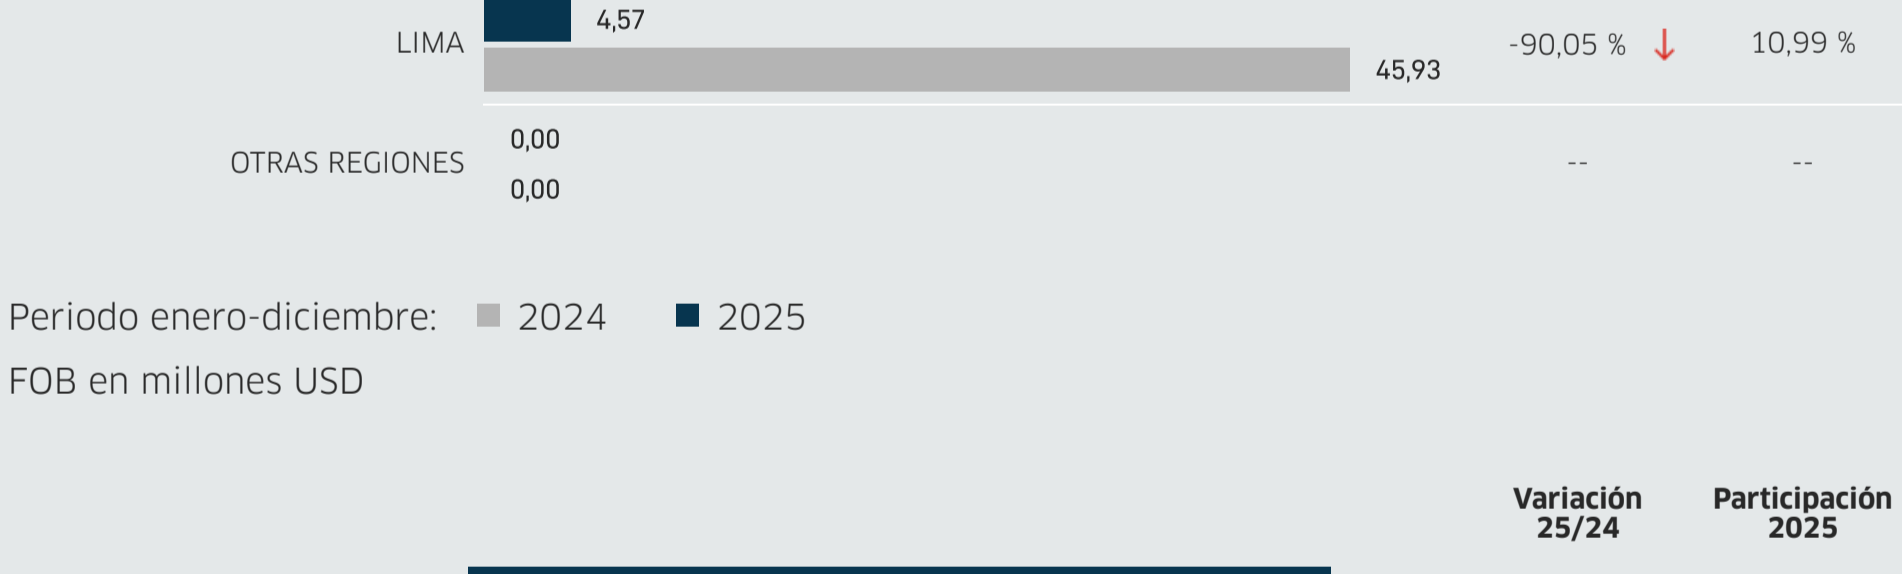 4,57
LIMA
-90,05 %
10,99 %
45,93
0,00
OTRAS REGIONES
--
--
0,00
Periodo enero-diciembre: 2024 2025
FOB en millones USD
Variación
25/24
Participación
2025